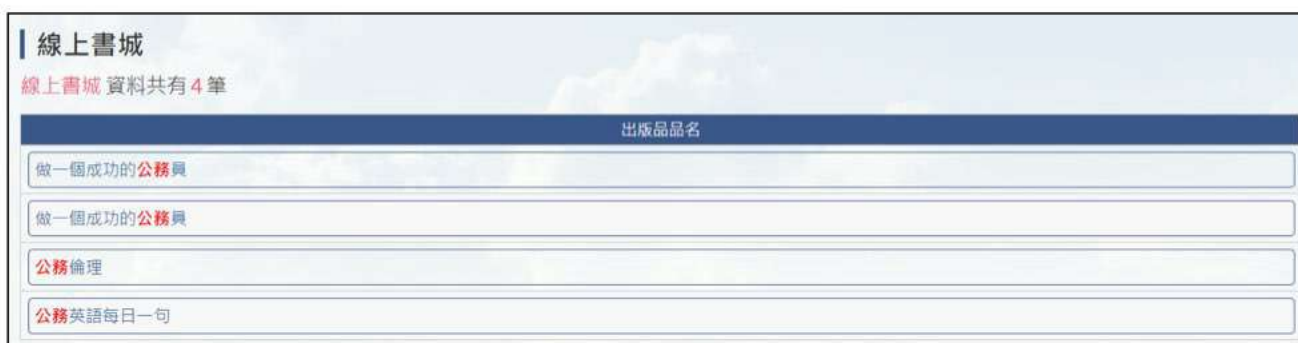 線上書城
線上書城 資料共有 4 筆
出版品品名
做一個成功的公務員
做一個成功的公務員
公務倫理
公務英語每日一句